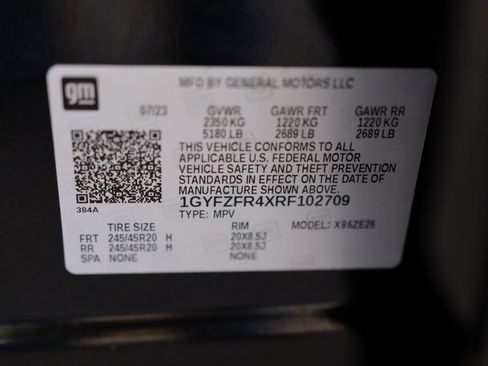 gm
MFD BY GENERAL MOTORS LLC
07/23 GVWR GAWR FRT GAWR RR
2350 KG 1220 KG 1220 KG
5180 LB 2689 LB 2689 LB
THIS VEHICLE CONFORMS TO ALL
APPLICABLE U.S. FEDERAL MOTOR
VEHICLE SAFETY AND THEFT PREVENTION
STANDARDS IN EFFECT ON THE DATE OF
MANUFACTURE SHOWN ABOVE.
384A
1GYFZFR4XRF102709
TYPE: MPV MODEL: X96ZE26
TIRE SIZE RIM
FRT 245/45R20 H 20X8.5J
RR 245/45R20 H 20X8.5J
SPA NONE NONE